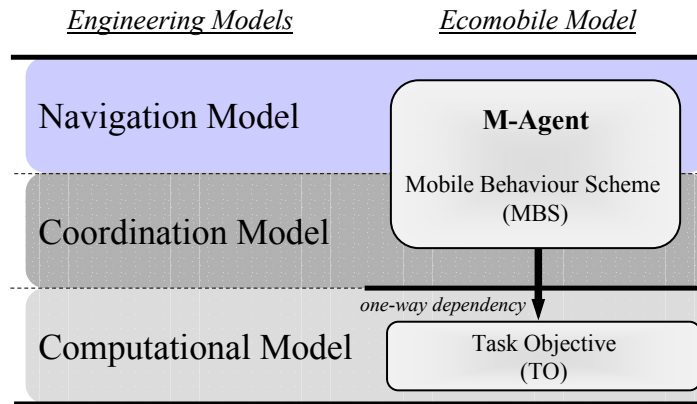 Engineering Models
Ecomobile Model
Navigation Model
M-Agent
Mobile Behaviour Scheme
(MBS)
Coordination Model
one-way dependency
Computational Model
Task Objective
(TO)